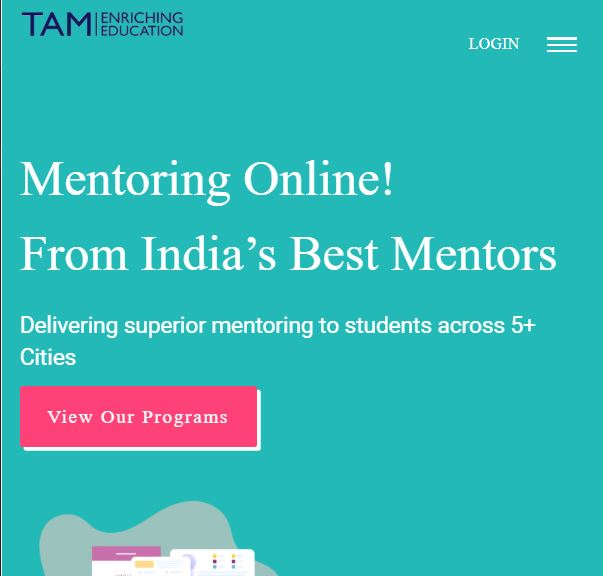 TAM ENRICHING
EDUCATION
LOGIN
Mentoring Online!
From India’s Best Mentors
Delivering superior mentoring to students across 5+
Cities
View Our Programs